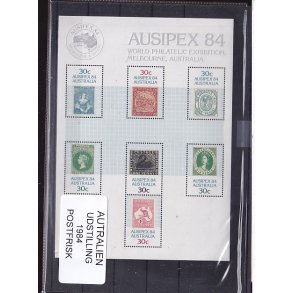 AUSIPEX 84
WORLD PHILATELIC EXHIBITION
MELBOURNE, AUSTRALIA
30c
AUSIPEX 84
AUSTRALIA
30c
AUSIPEX 84
AUSTRALIA
30c
AUSIPEX 84
AUSTRALIA
AUSIPEX 84
AUSTRALIA
30c
AUSIPEX 84
AUSTRALIA
30c
AUSIPEX 84
AUSTRALIA
30c
AUSIPEX 84
AUSTRALIA
30c
AUTRALIEN
UDSTILLING
1984
POSTFRISK